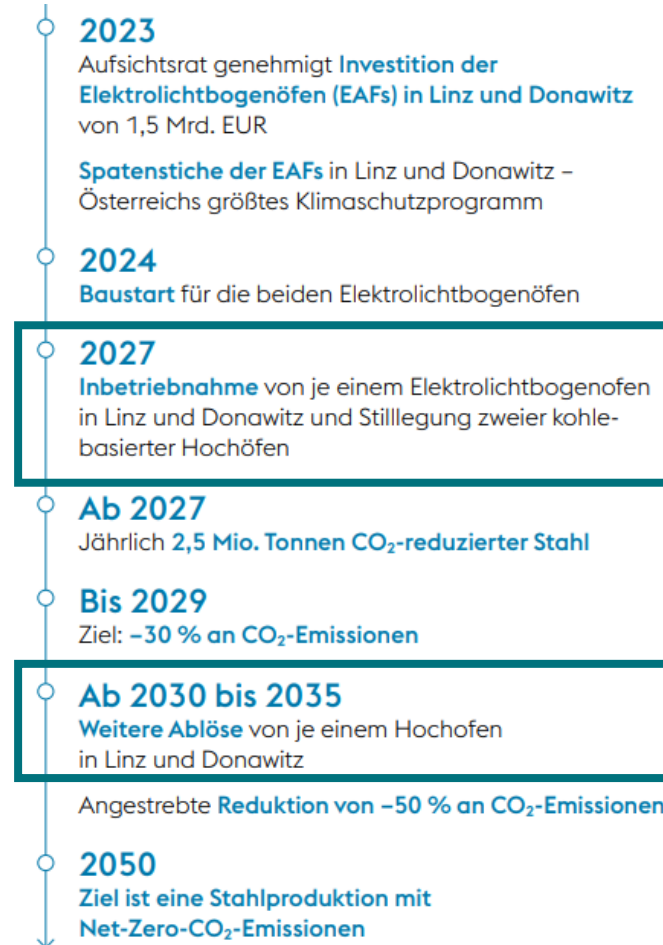 2023
Aufsichtsrat genehmigt Investition der
Elektrolichtbogenöfen (EAFs) in Linz und Donawitz
von 1,5 Mrd. EUR
Spatenstiche der EAFs in Linz und Donawitz –
Österreichs größtes Klimaschutzprogramm
2024
Baustart für die beiden Elektrolichtbogenöfen
2027
Inbetriebnahme von je einem Elektrolichtbogenofen
in Linz und Donawitz und Stilllegung zweier kohle-
basierter Hochöfen
Ab 2027
Jährlich 2,5 Mio. Tonnen CO₂-reduzierter Stahl
Bis 2029
Ziel: –30 % an CO₂-Emissionen
Ab 2030 bis 2035
Weitere Ablöse von je einem Hochofen
in Linz und Donawitz
Angestrebte Reduktion von –50 % an CO₂-Emissionen
2050
Ziel ist eine Stahlproduktion mit
Net-Zero-CO₂-Emissionen